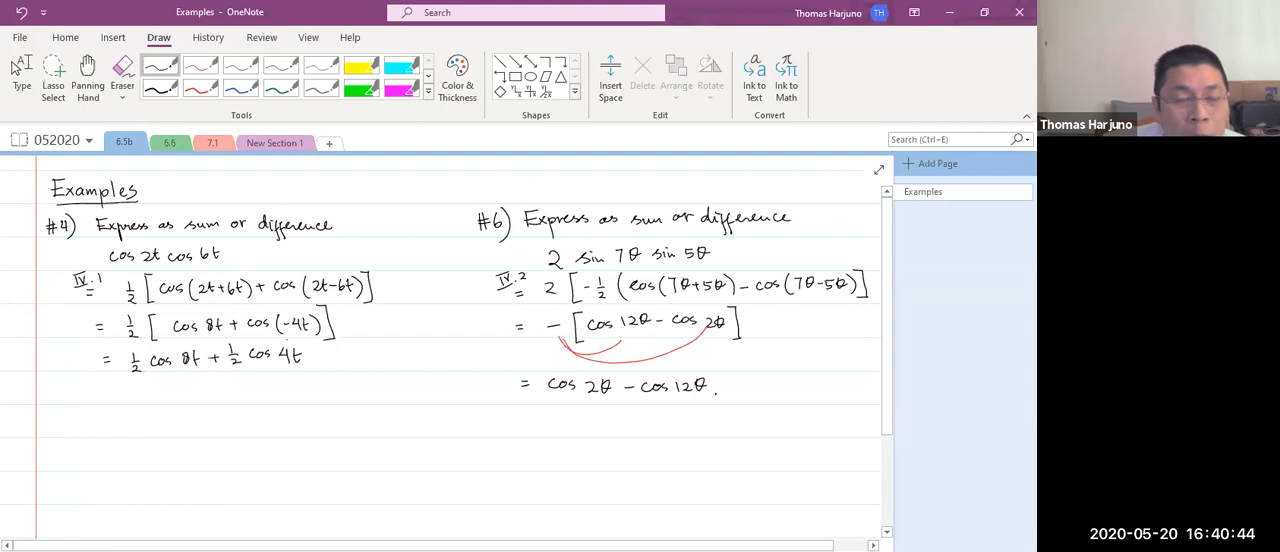 Examples - OneNote
Search
Thomas Harjuno TH
File Home Insert Draw History Review View Help
Type
Lasso Select
Panning Hand
Eraser
Color & Thickness
Insert Space
Delete
Arrange
Rotate
Ink to Text
Ink to Math
Tools Shapes Edit Convert
052020 6.5b 6.6 7.1 New Section 1 +
Search (Ctrl+E)
Thomas Harjuno
+ Add Page
Examples
Examples
#4) Express as sum or difference
cos 2t cos 6t
IV.1 = 1/2 [cos(2t+6t) + cos(2t-6t)]
= 1/2 [cos 8t + cos(-4t)]
= 1/2 cos 8t + 1/2 cos 4t
#6) Express as sum or difference
2 sin 7θ sin 5θ
IV.2 = 2 [-1/2 (cos(7θ+5θ) - cos(7θ-5θ)]
= - [cos 12θ - cos 2θ]
= cos 2θ - cos 12θ.
2020-05-20 16:40:44